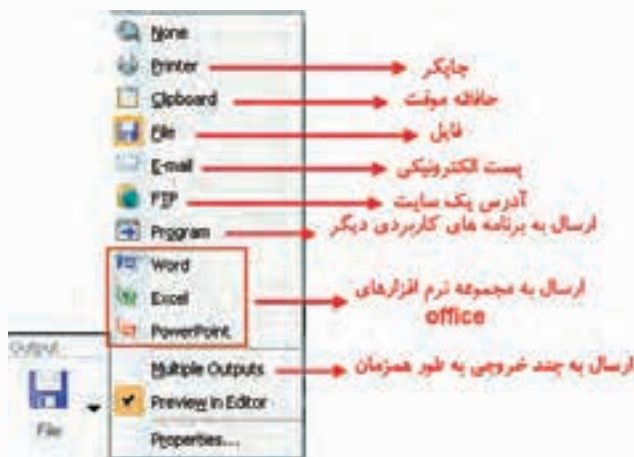 None
Printer چاپگر
Clipboard حافظه موقت
File فایل
E-mail پست الکترونیکی
FTP آدرس یک سایت
Program ارسال به برنامه های کاربردی دیگر
Word
Excel ارسال به مجموعه نرم افزارهای
office
PowerPoint
Multiple Outputs ارسال به چند خروجی به طور همزمان
Preview in Editor
Properties...
Output
File